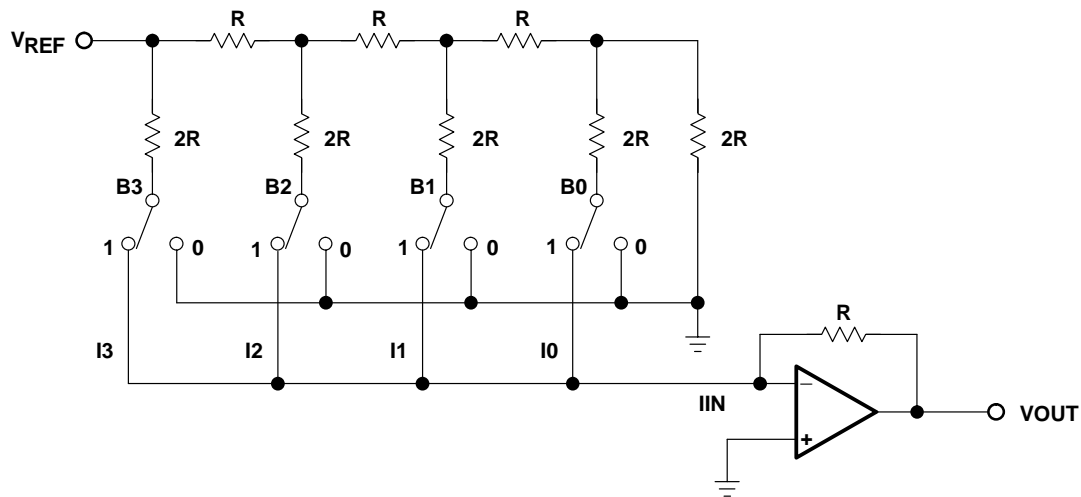 R R R
VREF
2R 2R 2R 2R 2R
B3 B2 B1 B0
1 0 1 0 1 0 1 0
R
I3 I2 I1 I0
IIN
−
+
VOUT